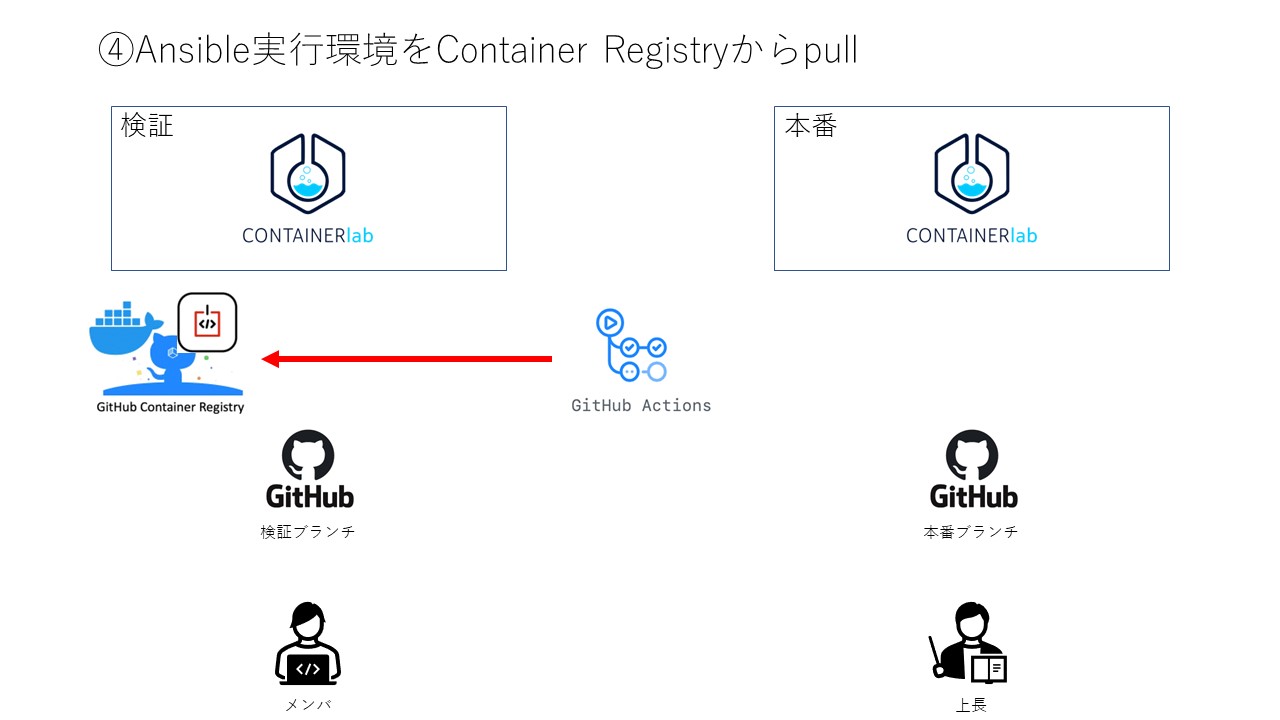 ④Ansible実行環境をContainer Registryからpull
検証
CONTAINERlab
本番
CONTAINERlab
</>
GitHub Container Registry
GitHub Actions
GitHub
検証ブランチ
GitHub
本番ブランチ
</>
メンバ
上長